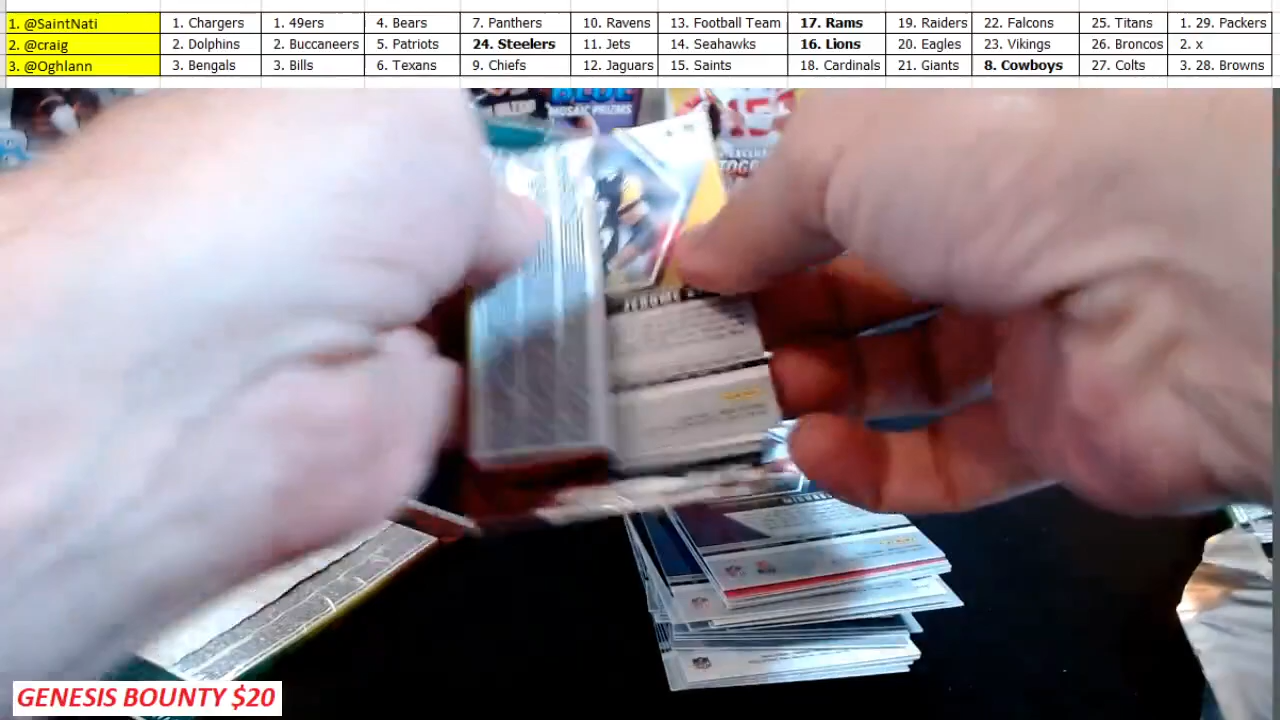 1. @SaintNati 1. Chargers 1. 49ers 4. Bears 7. Panthers 10. Ravens 13. Football Team 17. Rams 19. Raiders 22. Falcons 25. Titans 1. 29. Packers
2. @craig 2. Dolphins 2. Buccaneers 5. Patriots 24. Steelers 11. Jets 14. Seahawks 16. Lions 20. Eagles 23. Vikings 26. Broncos 2. x
3. @Oghlann 3. Bengals 3. Bills 6. Texans 9. Chiefs 12. Jaguars 15. Saints 18. Cardinals 21. Giants 8. Cowboys 27. Colts 3. 28. Browns
BLUE
MOSAIC PRIZMS
JEROME
GENESIS BOUNTY $20